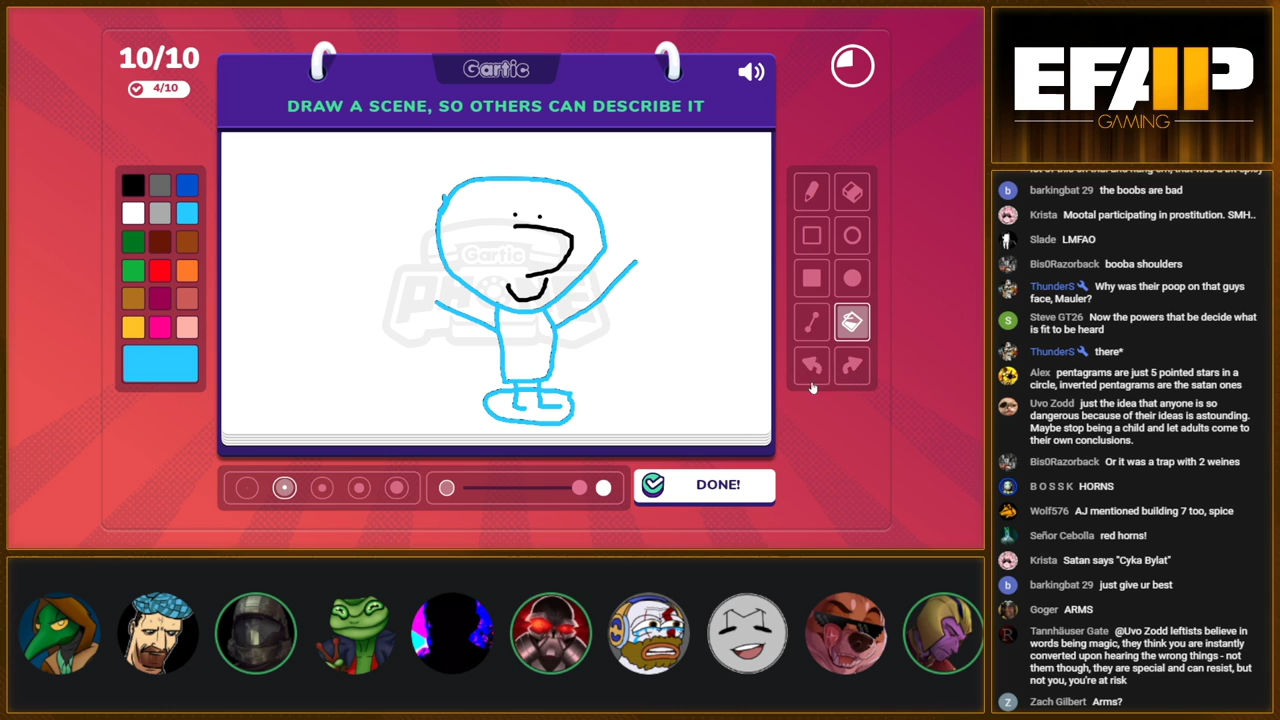 10/10
4/10
Gartic
DRAW A SCENE, SO OTHERS CAN DESCRIBE IT
Gartic
PHONE
DONE!
EFAP
GAMING
barkingbat 29 the boobs are bad
Krista Mootal participating in prostitution. SMH..
Slade LMFAO
Bis0Razorback booba shoulders
ThunderS Why was their poop on that guys
face, Mauler?
Steve GT26 Now the powers that be decide what
is fit to be heard
ThunderS there*
Alex pentagrams are just 5 pointed stars in a
circle, inverted pentagrams are the satan ones
Uvo Zodd just the idea that anyone is so
dangerous because of their ideas is astounding.
Maybe stop being a child and let adults come to
their own conclusions.
Bis0Razorback Or it was a trap with 2 weines
B O S S K HORNS
Wolf576 AJ mentioned building 7 too, spice
Señor Cebolla red horns!
Krista Satan says "Cyka Bylat"
barkingbat 29 just give ur best
Goger ARMS
Tannhäuser Gate @Uvo Zodd leftists believe in
words being magic, they think you are instantly
converted upon hearing the wrong things - not
them though, they are special and can resist, but
not you, you're at risk
Zach Gilbert Arms?